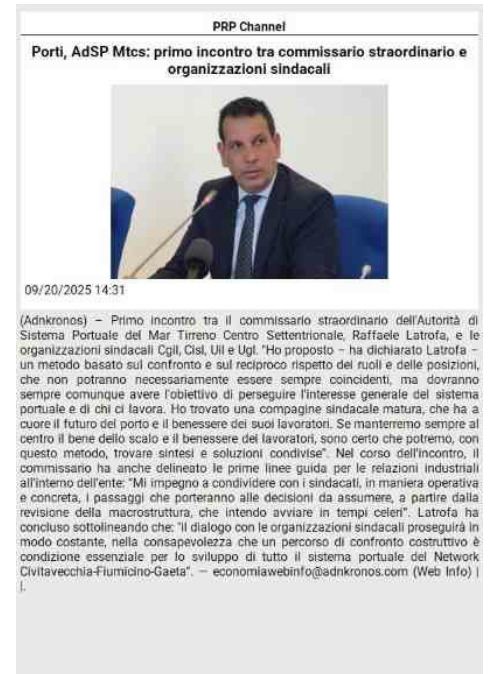 PRP Channel
Porti, AdSP Mtcs: primo incontro tra commissario straordinario e
organizzazioni sindacali
09/20/2025 14:31
(Adnkronos) – Primo incontro tra il commissario straordinario dell'Autorità di
Sistema Portuale del Mar Tirreno Centro Settentrionale, Raffaele Latrofa, e le
organizzazioni sindacali Cgil, Cisl, Uil e Ugl. "Ho proposto – ha dichiarato Latrofa –
un metodo basato sul confronto e sul reciproco rispetto dei ruoli e delle posizioni,
che non potranno necessariamente essere sempre coincidenti, ma dovranno
sempre comunque avere l'obiettivo di perseguire l'interesse generale del sistema
portuale e di chi ci lavora. Ho trovato una compagine sindacale matura, che ha a
cuore il futuro del porto e il benessere dei suoi lavoratori. Se manterremo sempre al
centro il bene dello scalo e il benessere dei lavoratori, sono certo che potremo, con
questo metodo, trovare sintesi e soluzioni condivise". Nel corso dell'incontro, il
commissario ha anche delineato le prime linee guida per le relazioni industriali
all'interno dell'ente: "Mi impegno a condividere con i sindacati, in maniera operativa
e concreta, i passaggi che porteranno alle decisioni da assumere, a partire dalla
revisione della macrostruttura, che intendo avviare in tempi celeri". Latrofa ha
concluso sottolineando che: "il dialogo con le organizzazioni sindacali proseguirà in
modo costante, nella consapevolezza che un percorso di confronto costruttivo è
condizione essenziale per lo sviluppo di tutto il sistema portuale del Network
Civitavecchia-Fiumicino-Gaeta". — economiawebinfo@adnkronos.com (Web Info) |
|.